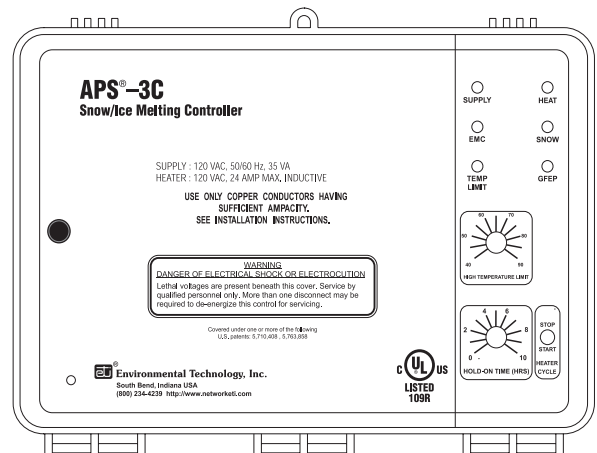 APS®–3C
Snow/Ice Melting Controller
SUPPLY : 120 VAC, 50/60 Hz, 35 VA
HEATER : 120 VAC, 24 AMP MAX, INDUCTIVE
USE ONLY COPPER CONDUCTORS HAVING
SUFFICIENT AMPACITY.
SEE INSTALLATION INSTRUCTIONS.
WARNING
DANGER OF ELECTRICAL SHOCK OR ELECTROCUTION
Lethal voltages are present beneath this cover. Service by
qualified personnel only. More than one disconnect may be
required to de-energize this control for servicing.
Covered under one or more of the following
U,S, patents: 5,710,408 , 5,763,858
eti® Environmental Technology, Inc.
South Bend, Indiana USA
(800) 234-4239 http://www.networketi.com
C UL® US
LISTED
109R
SUPPLY HEAT
EMC SNOW
TEMP LIMIT GFEP
40 50 60 70 80 90
HIGH TEMPERATURE LIMIT
0 2 4 6 8 10
HOLD-ON TIME (HRS)
STOP
START
HEATER
CYCLE